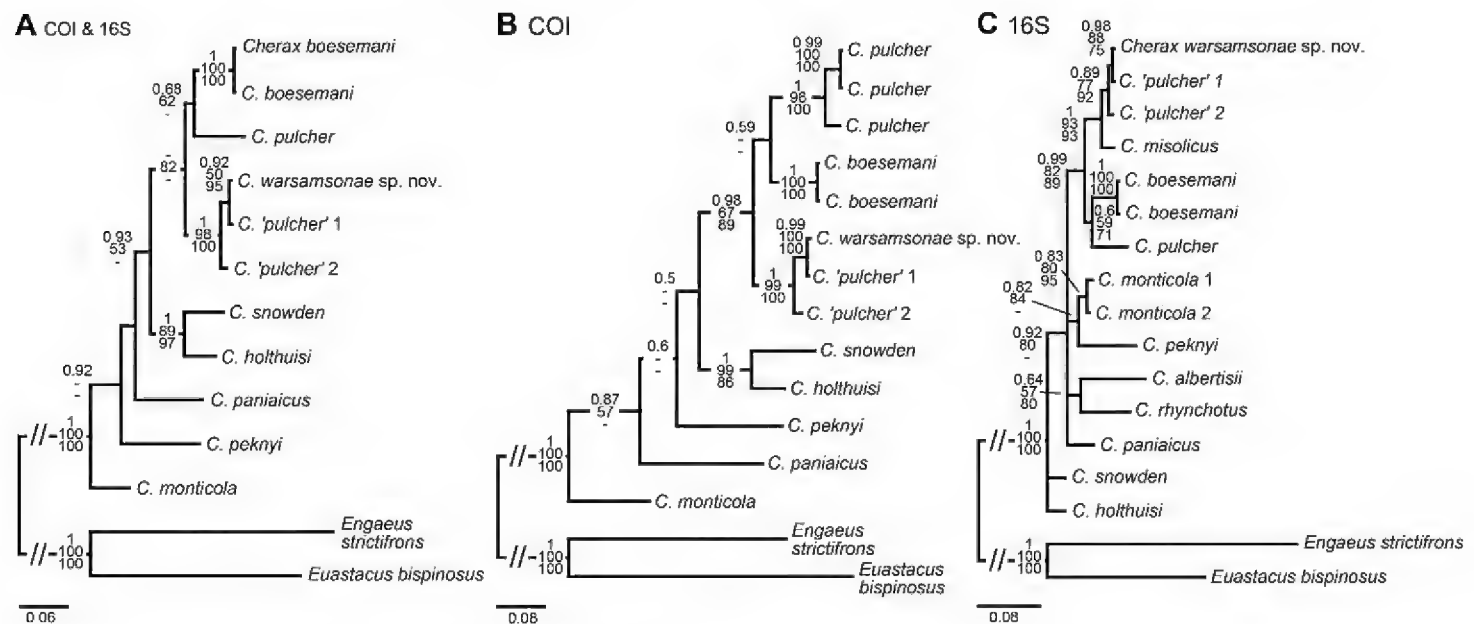 A COI & 16S
0.92
-
-
0.93
53
-
-
82
-
0.68
62
-
1
100
100
Cherax boesemani
C. boesemani
C. pulcher
0.92
50
95
C. warsamsonae sp. nov.
C. 'pulcher' 1
1
98
100
C. 'pulcher' 2
1
89
97
C. snowden
C. holthuisi
C. paniaicus
C. peknyi
C. monticola
1
100
100
1
100
100
Engaeus
strictifrons
Euastacus bispinosus
0.06
B COI
0.99
100
100
C. pulcher
C. pulcher
1
98
100
C. pulcher
0.59
-
-
1
100
100
C. boesemani
C. boesemani
0.98
67
89
0.99
100
100
C. warsamsonae sp. nov.
C. 'pulcher' 1
1
99
100
C. 'pulcher' 2
0.5
-
-
1
99
86
C. snowden
C. holthuisi
0.6
-
-
C. peknyi
0.87
57
-
C. paniaicus
C. monticola
1
100
100
1
100
100
Engaeus
strictifrons
Euastacus
bispinosus
0.08
C 16S
0.98
88
75
Cherax warsamsonae sp. nov.
0.89
77
92
C. 'pulcher' 1
C. 'pulcher' 2
1
93
93
C. misolicus
0.99
82
89
1
100
100
C. boesemani
C. boesemani
0.6
59
71
C. pulcher
0.83
80
95
C. monticola 1
C. monticola 2
0.82
84
-
C. peknyi
0.92
80
-
0.64
57
80
C. albertisii
C. rhynchotus
C. paniaicus
C. snowden
C. holthuisi
1
100
100
1
100
100
Engaeus strictifrons
Euastacus bispinosus
0.08